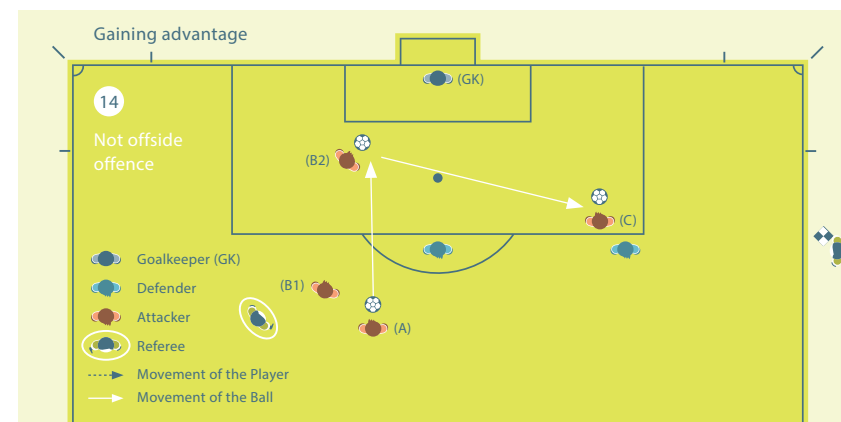 Gaining advantage
(GK)
14
Not offside
offence
(B2)
(C)
Goalkeeper (GK)
Defender
(B1)
Attacker
(A)
Referee
Movement of the Player
Movement of the Ball